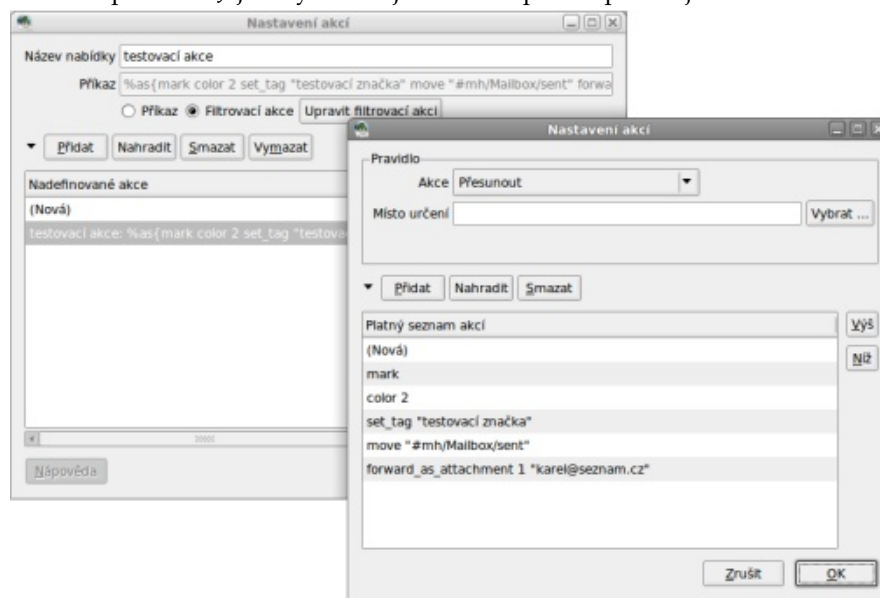 Nastavení akcí
Název nabídky testovací akce
Příkaz %as{mark color 2 set_tag "testovací značka" move "#mh/Mailbox/sent" forwa
Příkaz Filtrovací akce Upravit filtrovací akci
Přidat Nahradit Smazat Vymazat
Nadefinované akce
(Nová)
testovací akce: %as{mark color 2 set_tag "testova
Nápověda
Nastavení akcí
Pravidlo
Akce Přesunout
Místo určení Vybrat ...
Přidat Nahradit Smazat
Platný seznam akcí
Výš
(Nová)
Níž
mark
color 2
set_tag "testovací značka"
move "#mh/Mailbox/sent"
forward_as_attachment 1 "karel@seznam.cz"
Zrušit OK